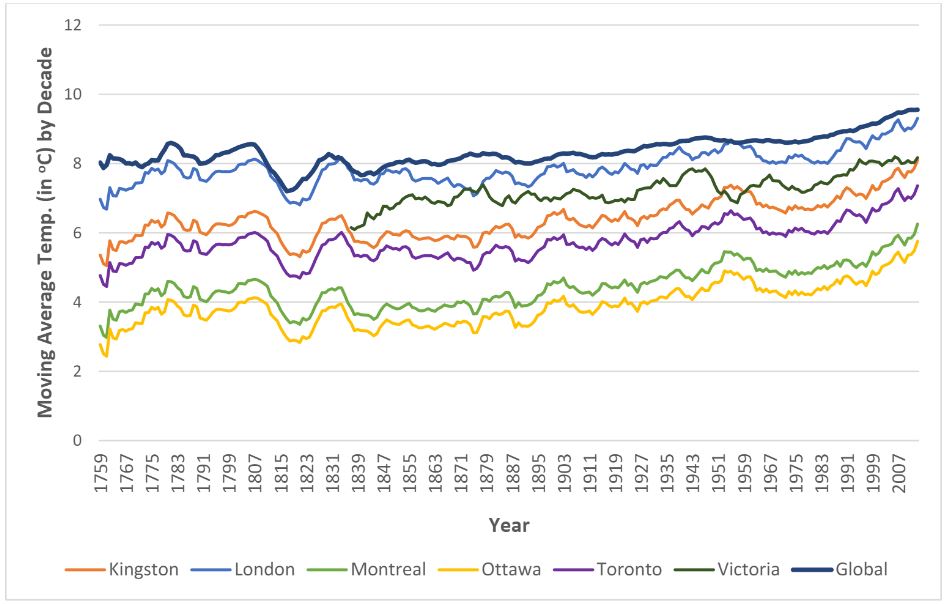 Moving Average Temp. (in °C) by Decade
12
10
8
6
4
2
0
1759 1767 1775 1783 1791 1799 1807 1815 1823 1831 1839 1847 1855 1863 1871 1879 1887 1895 1903 1911 1919 1927 1935 1943 1951 1959 1967 1975 1983 1991 1999 2007
Year
Kingston London Montreal Ottawa Toronto Victoria Global